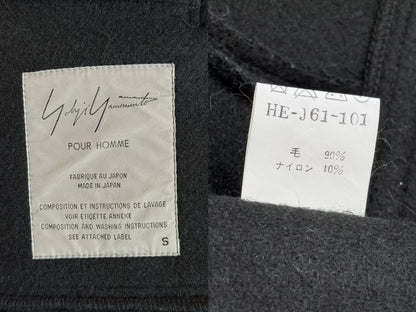 Yohji Yamamoto
POUR HOMME
FABRIQUE AU JAPON
MADE IN JAPAN
COMPOSITION ET INSTRUCTIONS DE LAVAGE
VOIR ETIQETTE ANNEXE
COMPOSITION AND WASHING INSTRUCTIONS
SEE ATTACHED LABEL
S
HE-J61-101
毛 90%
ナイロン 10%